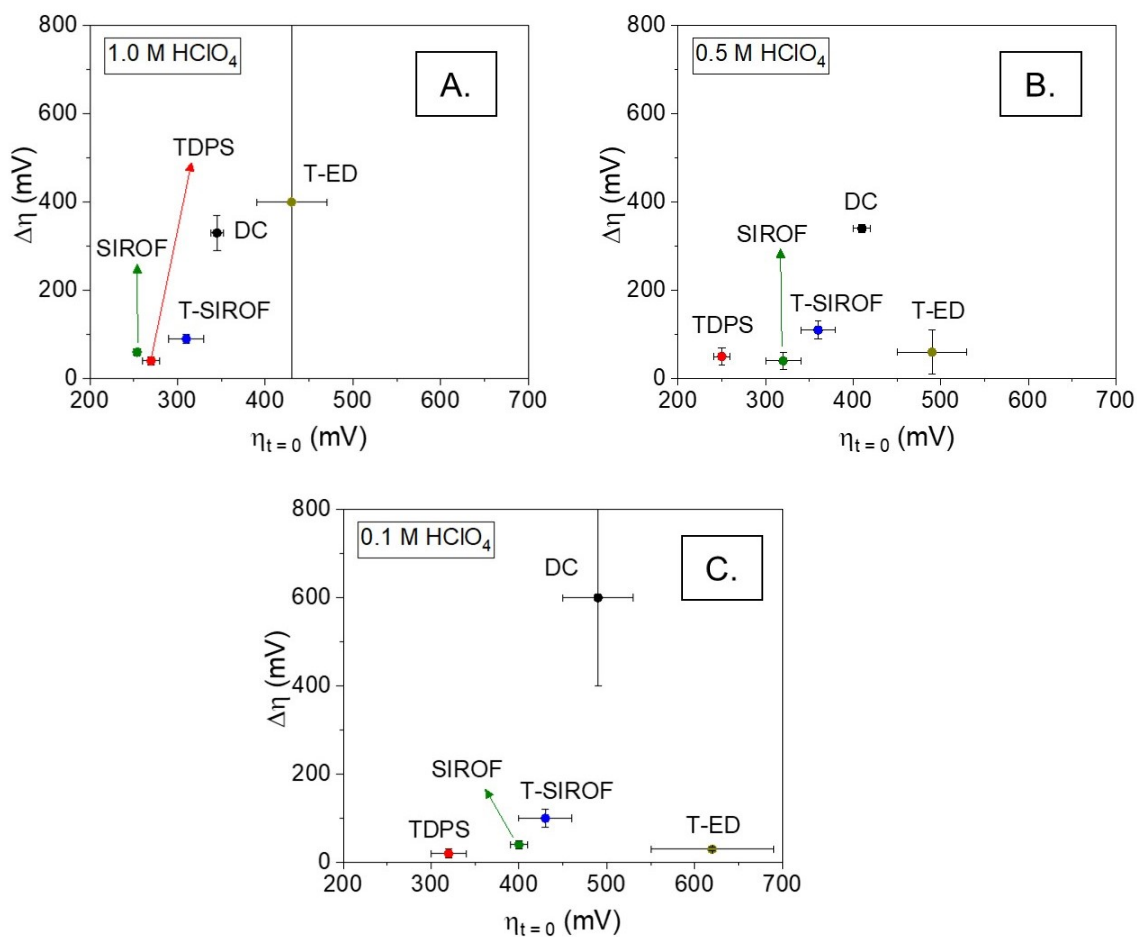 800
1.0 M HClO₄
A.
600
TDPS
T-ED
400
DC
SIROF
200
T-SIROF
0
Δη (mV)
200 300 400 500 600 700
ηt = 0 (mV)
800
0.5 M HClO₄
B.
600
400
DC
SIROF
200
T-SIROF
TDPS
T-ED
0
Δη (mV)
200 300 400 500 600 700
ηt = 0 (mV)
800
0.1 M HClO₄
C.
DC
600
400
200
SIROF
T-SIROF
TDPS
T-ED
0
Δη (mV)
200 300 400 500 600 700
ηt = 0 (mV)